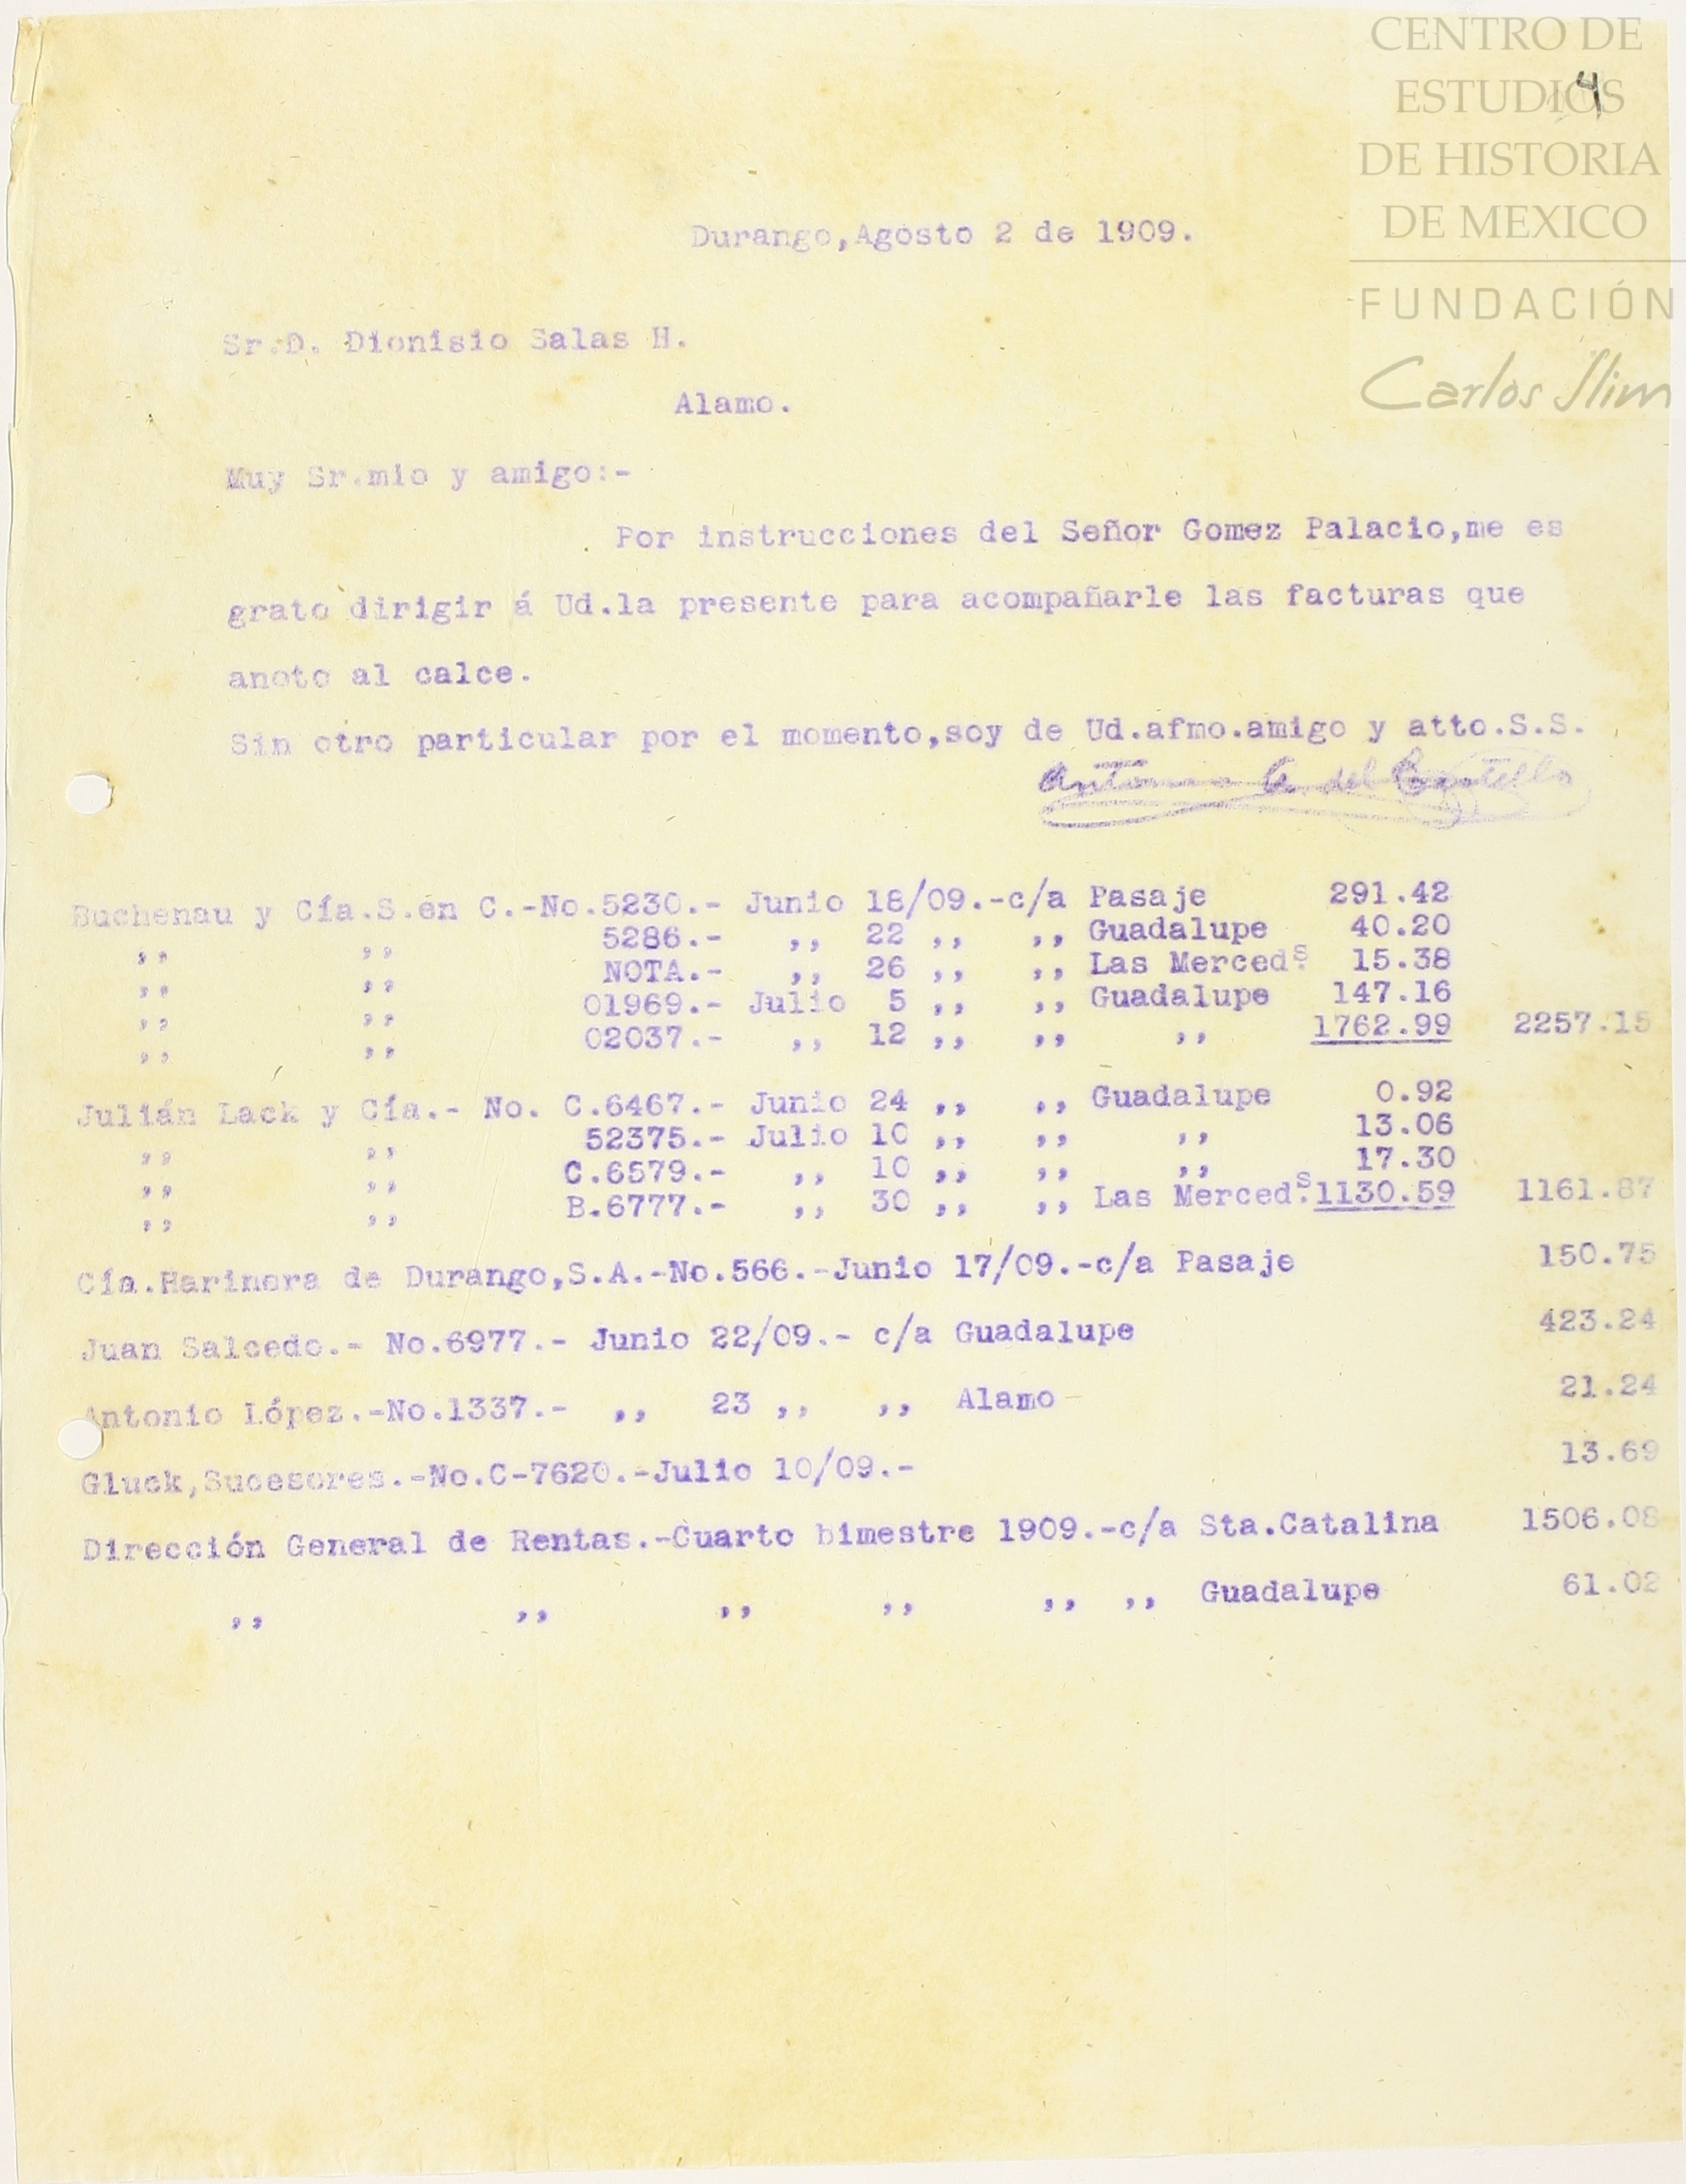 CENTRO DE
ESTUDIOS
DE HISTORIA
DE MEXICO
FUNDACIÓN
Carlos Slim
4
Durango,Agosto 2 de 1909.
Sr.D. Dionisio Salas H.
Alamo.
Muy Sr.mio y amigo:-
Por instrucciones del Señor Gomez Palacio,me es
grato dirigir á Ud.la presente para acompañarle las facturas que
anoto al calce.
Sin otro particular por el momento,soy de Ud.afmo.amigo y atto.S.S.
Antonio G. del Castillo
Buchenau y Cía.S.en C.-No.5230.- Junio 18/09.-c/a Pasaje 291.42
,, ,, 5286.- ,, 22 ,, ,, Guadalupe 40.20
,, ,, NOTA.- ,, 26 ,, ,, Las Merceds. 15.38
,, ,, 01969.- Julio 5 ,, ,, Guadalupe 147.16
,, ,, 02037.- ,, 12 ,, ,, ,, 1762.99 2257.15
Julián Lack y Cía.- No. C.6467.- Junio 24 ,, ,, Guadalupe 0.92
,, ,, 52375.- Julio 10 ,, ,, ,, 13.06
,, ,, C.6579.- ,, 10 ,, ,, ,, 17.30
,, ,, B.6777.- ,, 30 ,, ,, Las Merceds.1130.59 1161.87
Cía.Harinera de Durango,S.A.-No.566.-Junio 17/09.-c/a Pasaje 150.75
Juan Salcedo.- No.6977.- Junio 22/09.- c/a Guadalupe 423.24
Antonio López.-No.1337.- ,, 23 ,, ,, Alamo 21.24
Gluck,Sucesores.-No.C-7620.-Julio 10/09.- 13.69
Dirección General de Rentas.-Cuarto bimestre 1909.-c/a Sta.Catalina 1506.08
,, ,, ,, ,, ,, ,, Guadalupe 61.02